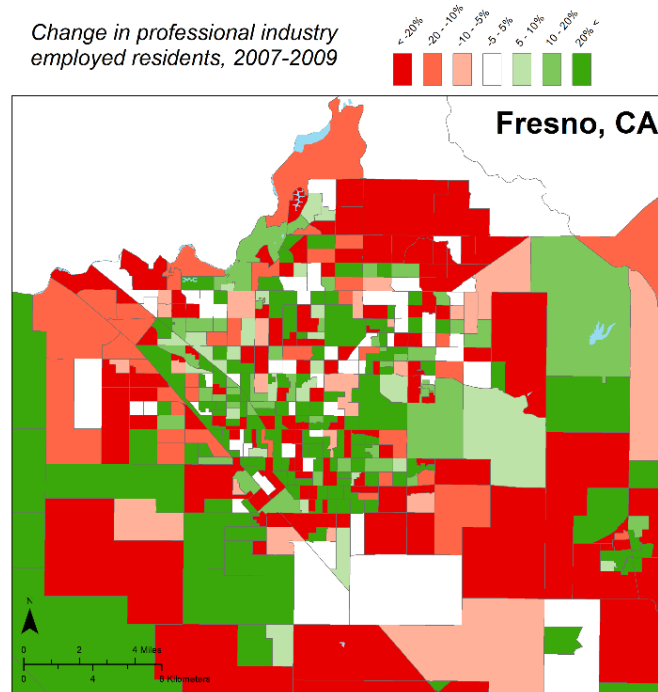 Change in professional industry
employed residents, 2007-2009
< -20%
-20 - -10%
-10 - -5%
-5 - 5%
5 - 10%
10 - 20%
20% <
Fresno, CA
N
0 2 4 Miles
0 4 8 Kilometers